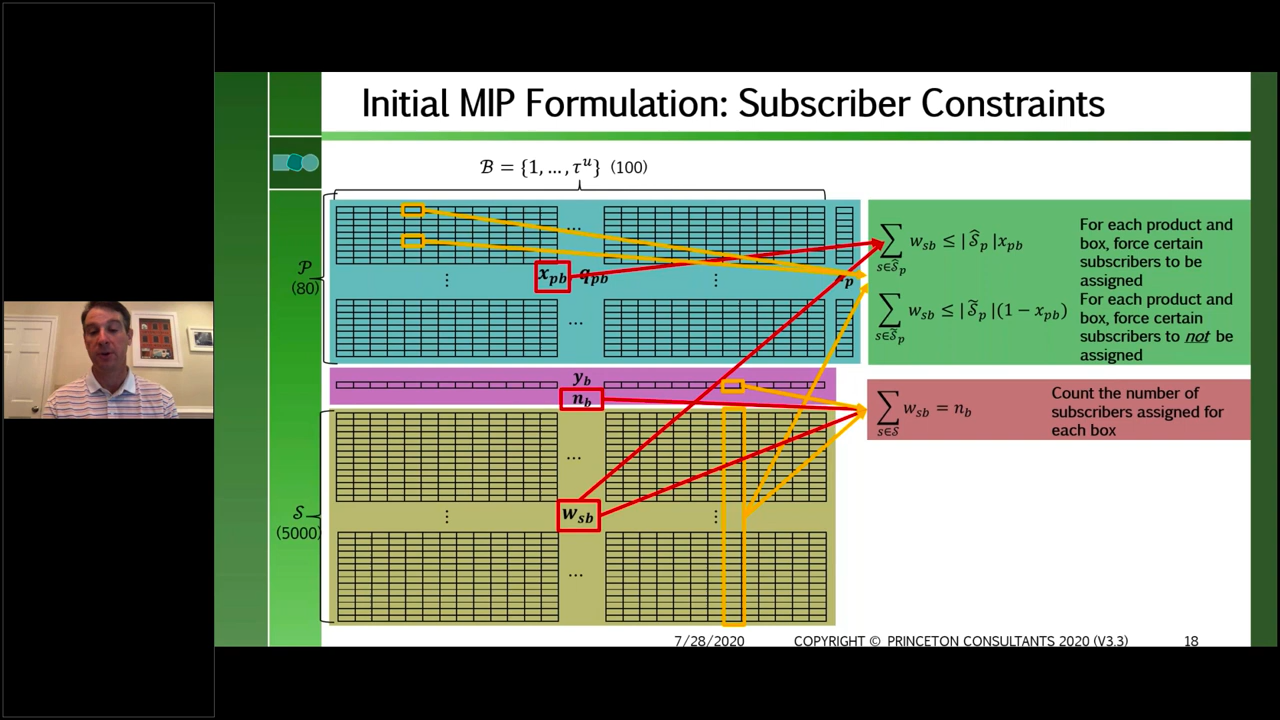 Initial MIP Formulation: Subscriber Constraints
ℬ = {1, …, τᵘ} (100)
𝒫
(80)
…
⋮ x_pb q_pb ⋮ p
…
∑_{s∈Ŝ_p} w_sb ≤ |Ŝ_p|x_pb
For each product and
box, force certain
subscribers to be
assigned
∑_{s∈S̃_p} w_sb ≤ |S̃_p|(1 − x_pb)
For each product and
box, force certain
subscribers to not be
assigned
y_b
n_b
∑_{s∈𝒮} w_sb = n_b
Count the number of
subscribers assigned for
each box
𝒮
(5000)
…
⋮ w_sb ⋮
…
7/28/2020 COPYRIGHT © PRINCETON CONSULTANTS 2020 (V3.3) 18